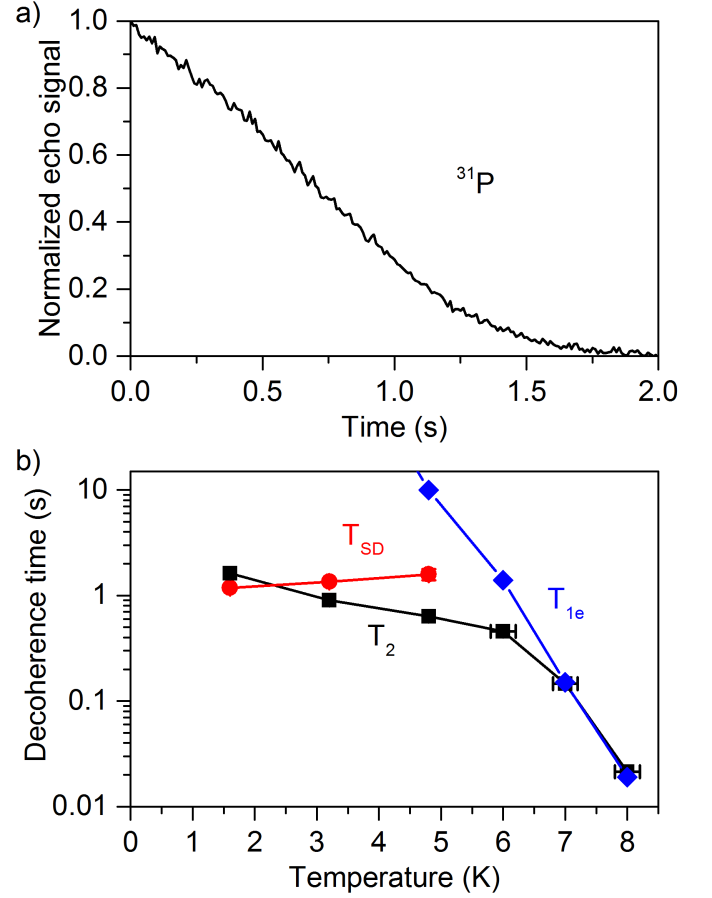 a)
Normalized echo signal
1.0
0.8
0.6
0.4
0.2
0.0
³¹P
0.0 0.5 1.0 1.5 2.0
Time (s)
b)
Decoherence time (s)
10
1
0.1
0.01
T_SD
T_2
T_1e
0 1 2 3 4 5 6 7 8
Temperature (K)